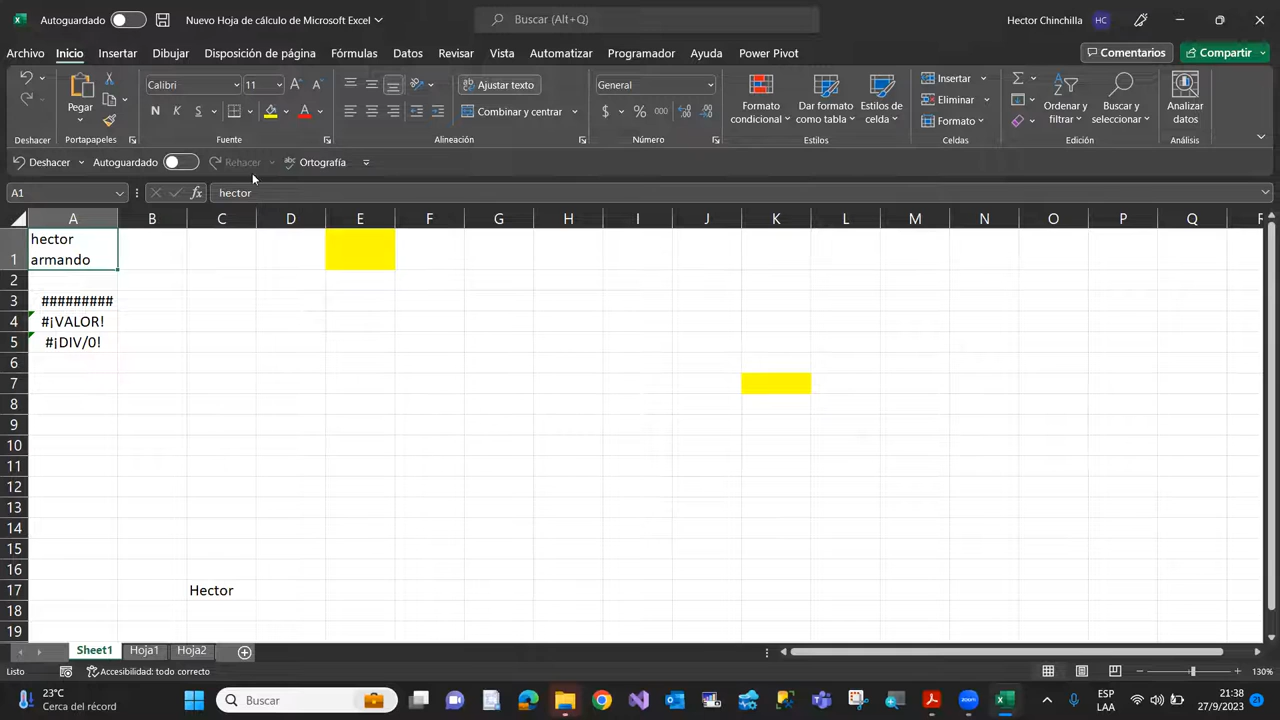 Autoguardado
Nuevo Hoja de cálculo de Microsoft Excel
Buscar (Alt+Q)
Hector Chinchilla HC
Archivo Inicio Insertar Dibujar Disposición de página Fórmulas Datos Revisar Vista Automatizar Programador Ayuda Power Pivot
Comentarios Compartir
Pegar
Calibri 11
N K S
Ajustar texto
Combinar y centrar
General
$ % 000
Formato condicional
Dar formato como tabla
Estilos de celda
Insertar
Eliminar
Formato
Ordenar y filtrar
Buscar y seleccionar
Analizar datos
Deshacer Portapapeles Fuente Alineación Número Estilos Celdas Edición Análisis
Deshacer Autoguardado Rehacer Ortografía
A1 fx hector
A B C D E F G H I J K L M N O P Q
1 hector
armando
2
3 #########
4 #¡VALOR!
5 #¡DIV/0!
6
7
8
9
10
11
12
13
14
15
16
17 Hector
18
19
Sheet1 Hoja1 Hoja2
Listo Accesibilidad: todo correcto 130%
23°C
Cerca del récord
Buscar
ESP
LAA
21:38
27/9/2023